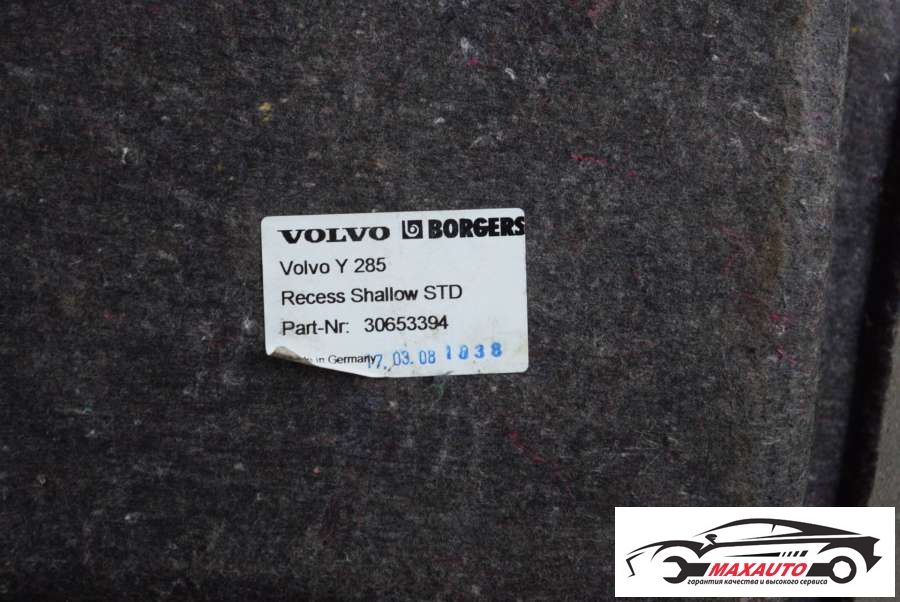 VOLVO BORGERS
Volvo Y 285
Recess Shallow STD
Part-Nr: 30653394
in Germany 17.03.08 1838
MAXAUTO
гарантия качества и высокого сервиса